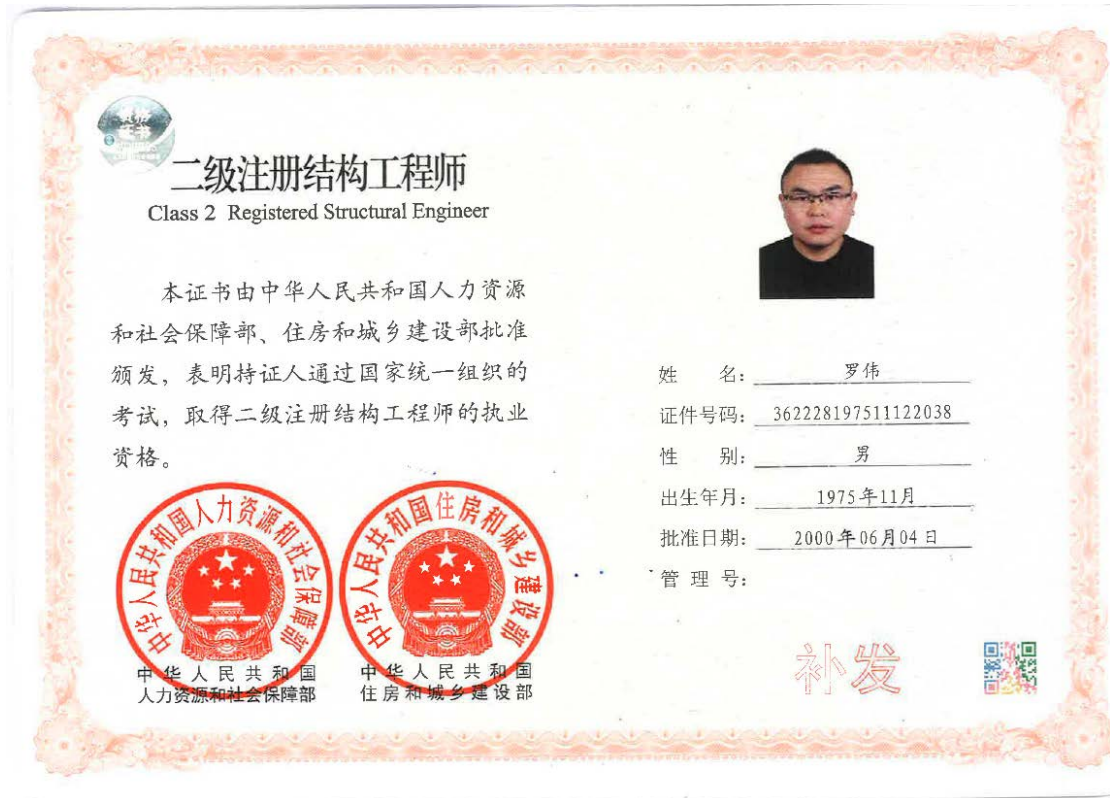 资格
证书
二级注册结构工程师
Class 2 Registered Structural Engineer
本证书由中华人民共和国人力资源
和社会保障部、住房和城乡建设部批准
颁发，表明持证人通过国家统一组织的
考试，取得二级注册结构工程师的执业
资格。
中华人民共和国人力资源和社会保障部
中华人民共和国住房和城乡建设部
中华人民共和国
人力资源和社会保障部
中华人民共和国
住房和城乡建设部
姓 名：罗伟
证件号码：362228197511122038
性 别：男
出生年月：1975年11月
批准日期：2000年06月04日
管 理 号：
补发